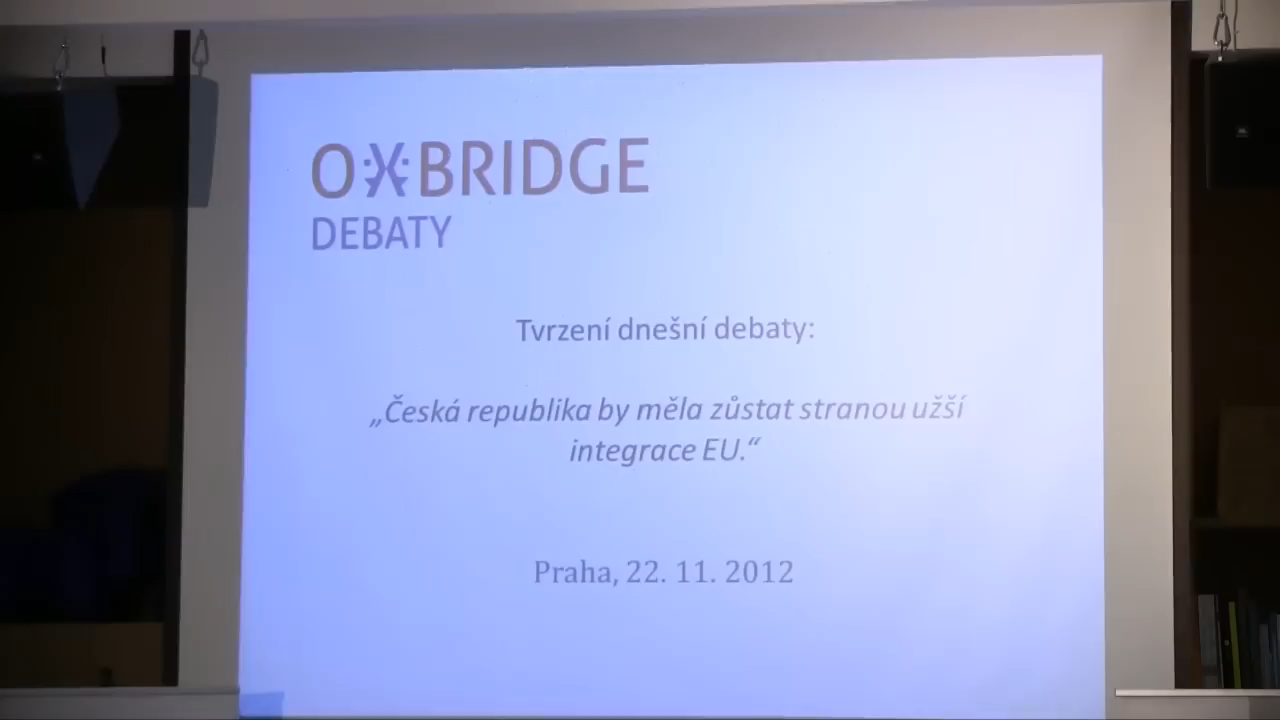 OXBRIDGE
DEBATY
Tvrzení dnešní debaty:
„Česká republika by měla zůstat stranou užší
integrace EU.“
Praha, 22. 11. 2012